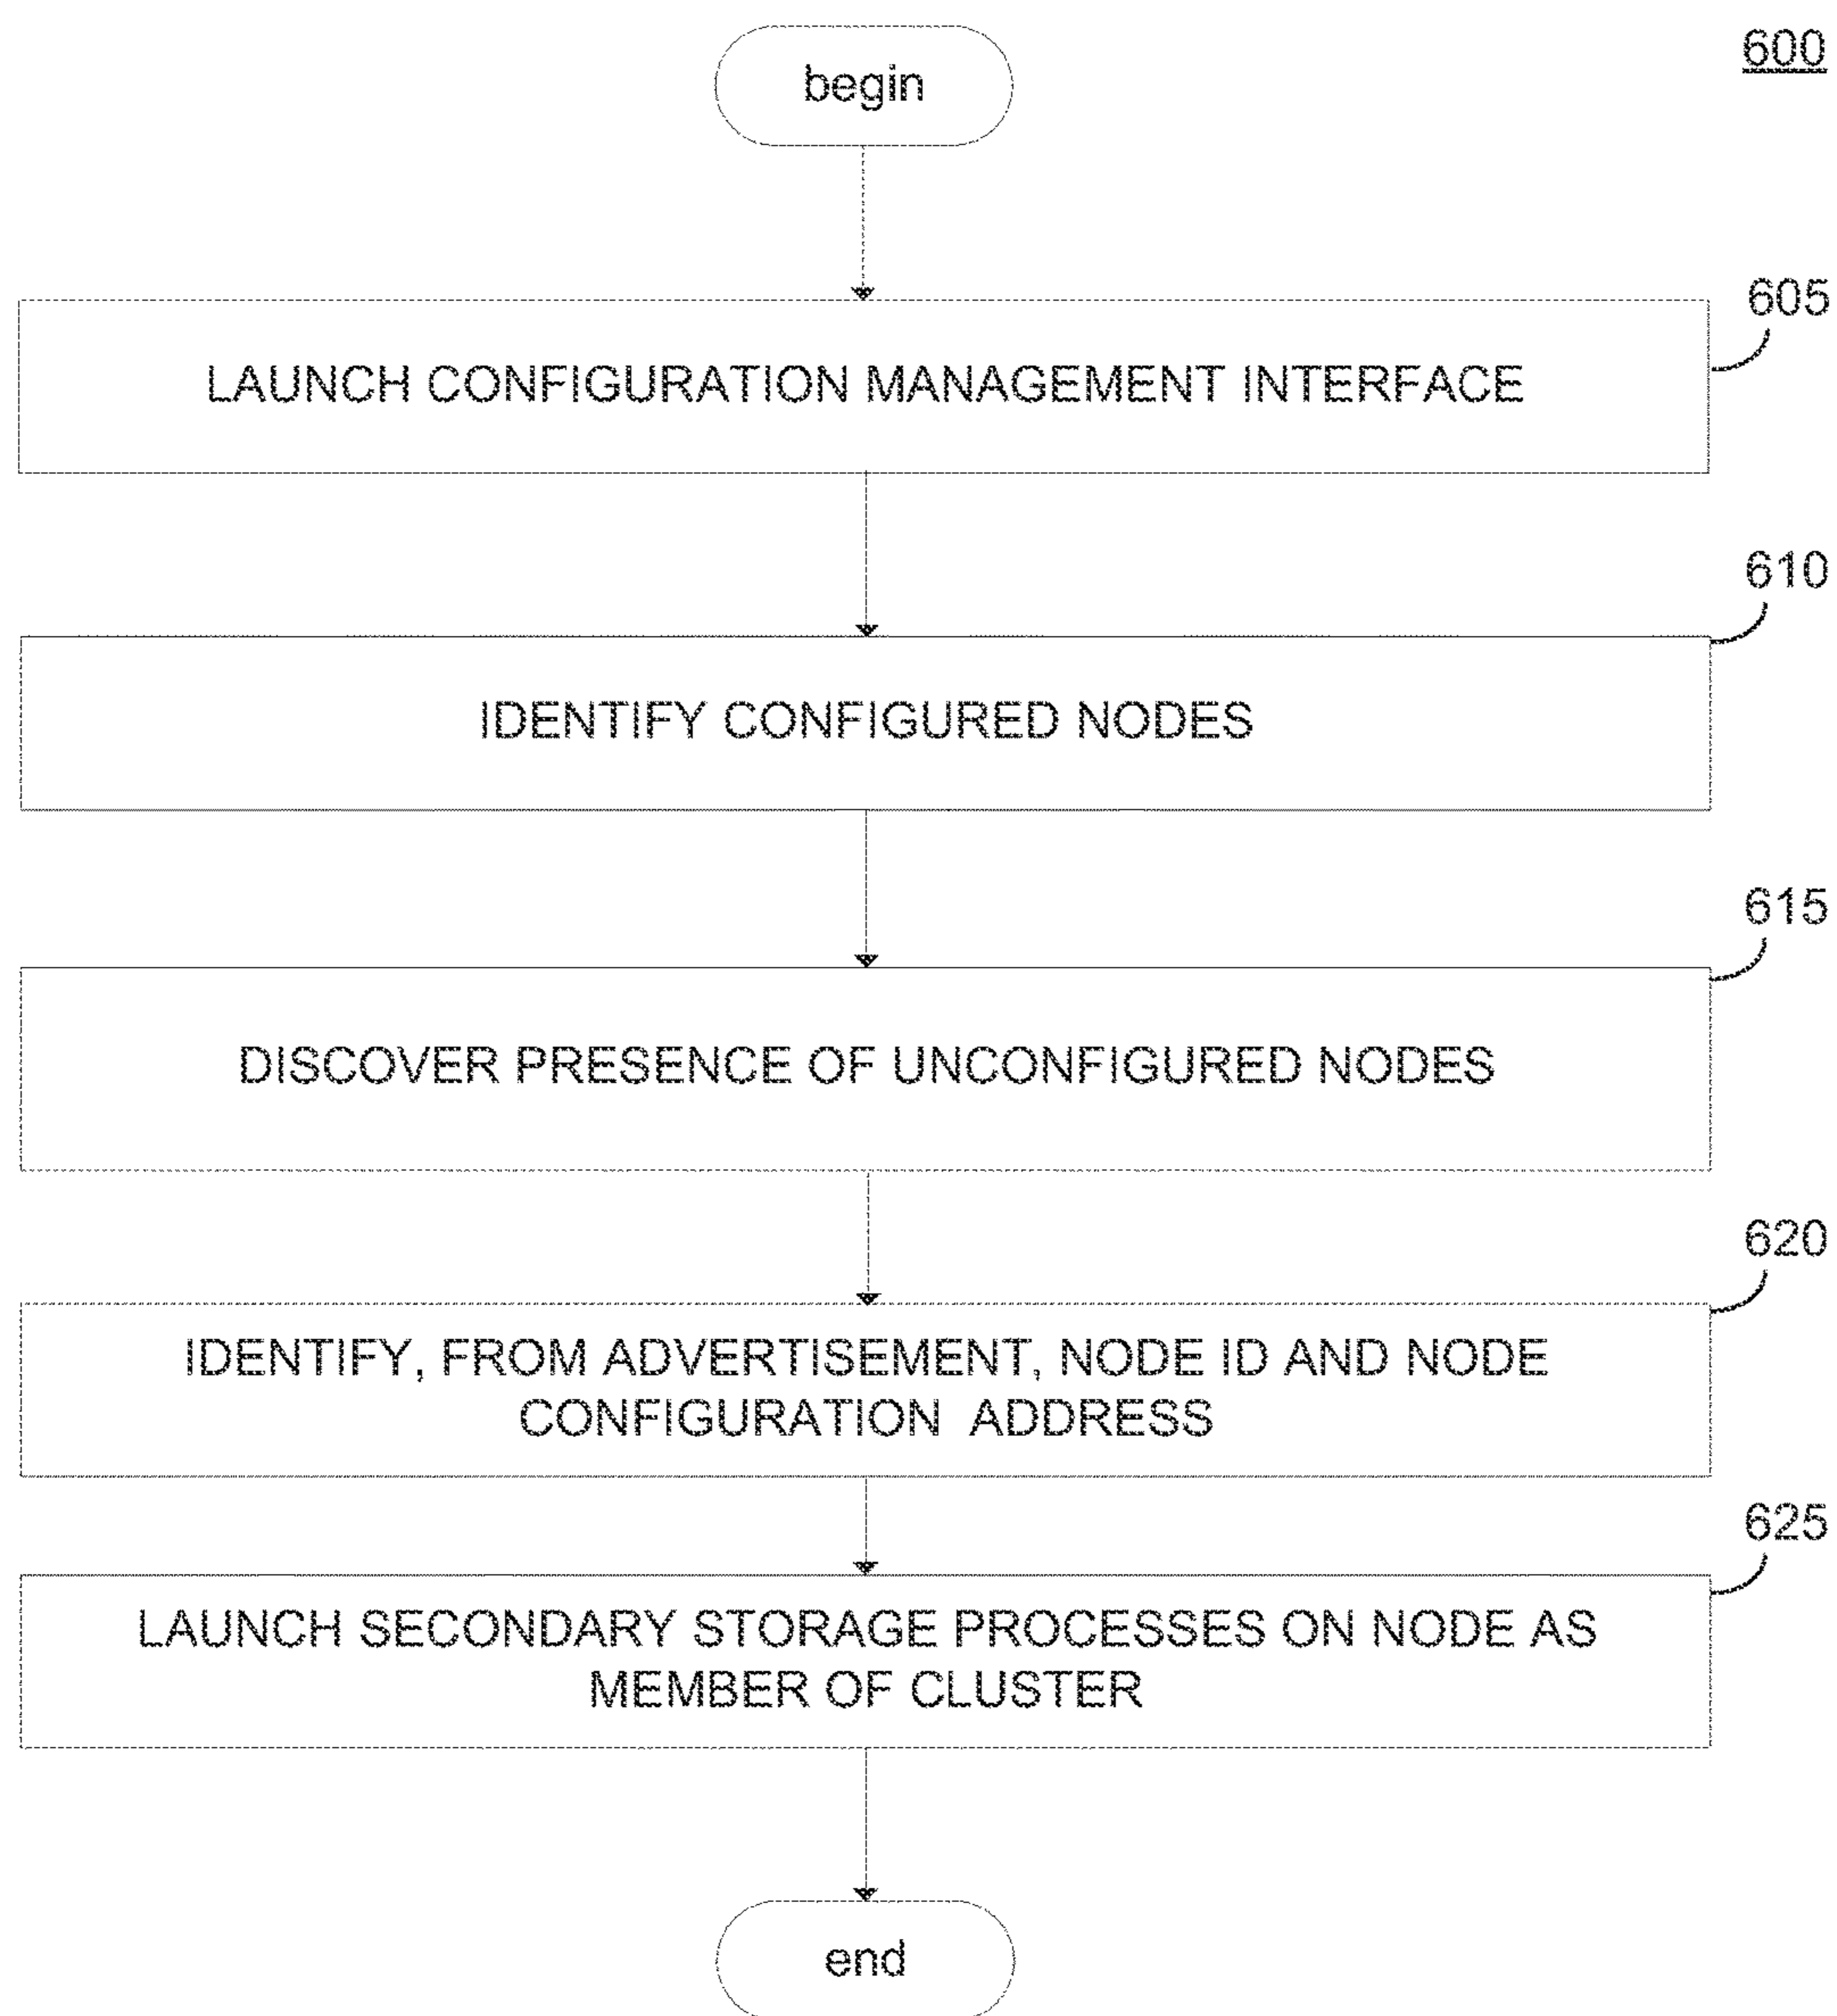 600
begin
605
LAUNCH CONFIGURATION MANAGEMENT INTERFACE
610
IDENTIFY CONFIGURED NODES
615
DISCOVER PRESENCE OF UNCONFIGURED NODES
620
IDENTIFY, FROM ADVERTISEMENT, NODE ID AND NODE
CONFIGURATION ADDRESS
625
LAUNCH SECONDARY STORAGE PROCESSES ON NODE AS
MEMBER OF CLUSTER
end